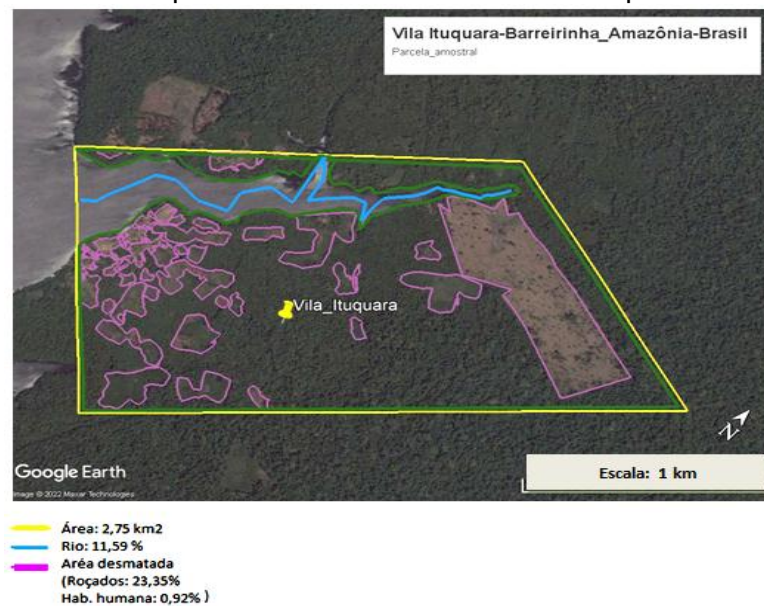 Vila Ituquara-Barreirinha_Amazônia-Brasil
Parcela_amostral
Vila_Ituquara
N
Google Earth
Image © 2022 Maxar Technologies
Escala: 1 km
Área: 2,75 km2
Rio: 11,59 %
Aréa desmatada
(Roçados: 23,35%
Hab. humana: 0,92% )